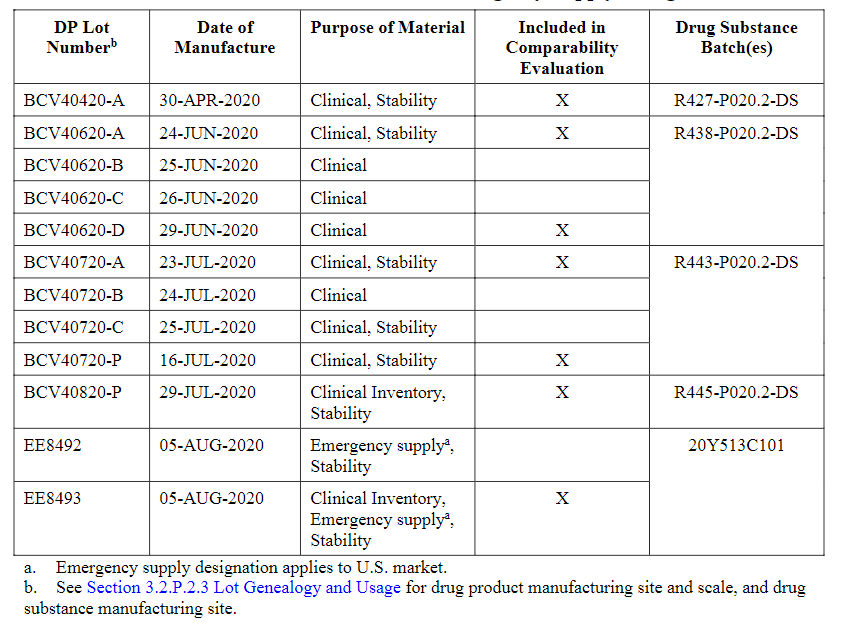 DP Lot Numberᵇ | Date of Manufacture | Purpose of Material | Included in Comparability Evaluation | Drug Substance Batch(es)
BCV40420-A | 30-APR-2020 | Clinical, Stability | X | R427-P020.2-DS
BCV40620-A | 24-JUN-2020 | Clinical, Stability | X | R438-P020.2-DS
BCV40620-B | 25-JUN-2020 | Clinical
BCV40620-C | 26-JUN-2020 | Clinical
BCV40620-D | 29-JUN-2020 | Clinical | X
BCV40720-A | 23-JUL-2020 | Clinical, Stability | X | R443-P020.2-DS
BCV40720-B | 24-JUL-2020 | Clinical
BCV40720-C | 25-JUL-2020 | Clinical, Stability
BCV40720-P | 16-JUL-2020 | Clinical, Stability | X
BCV40820-P | 29-JUL-2020 | Clinical Inventory, Stability | X | R445-P020.2-DS
EE8492 | 05-AUG-2020 | Emergency supplyᵃ, Stability | | 20Y513C101
EE8493 | 05-AUG-2020 | Clinical Inventory, Emergency supplyᵃ, Stability | X
a. Emergency supply designation applies to U.S. market.
b. See Section 3.2.P.2.3 Lot Genealogy and Usage for drug product manufacturing site and scale, and drug
substance manufacturing site.